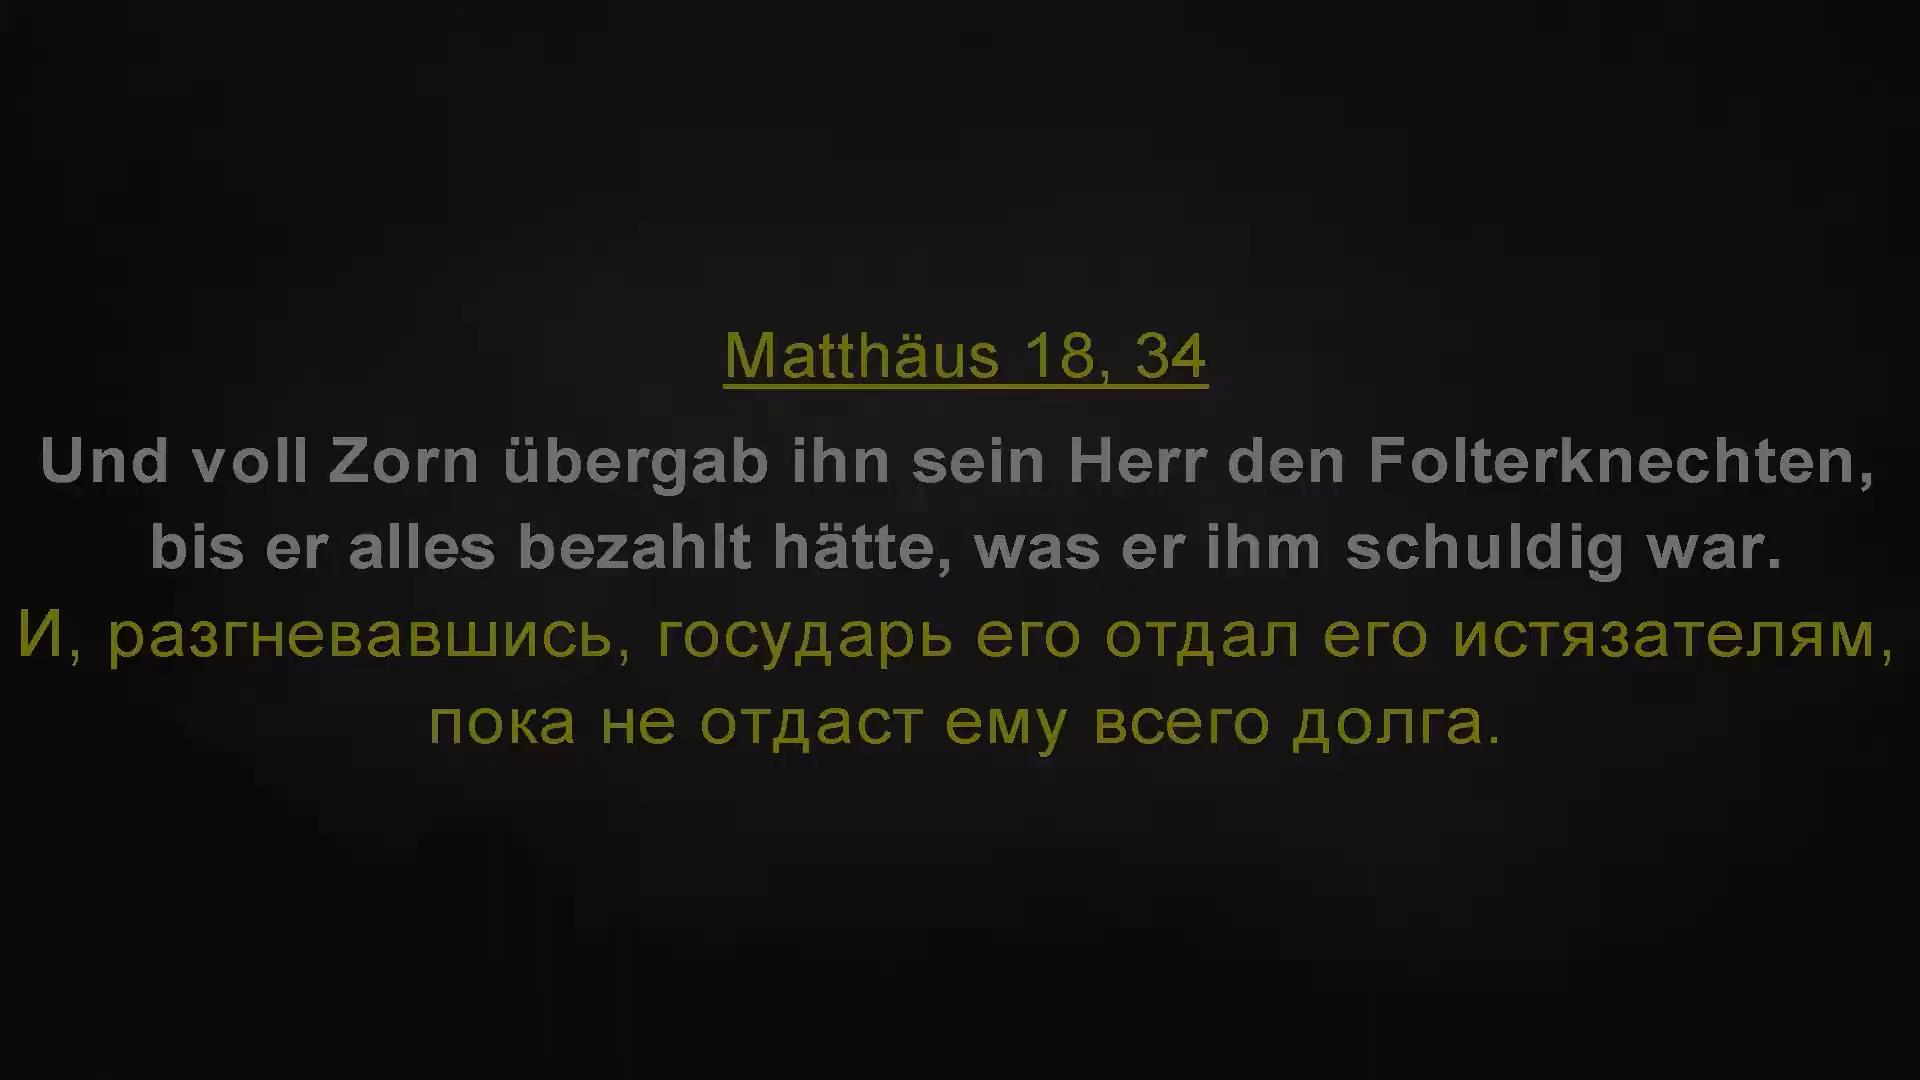 Matthäus 18, 34
Und voll Zorn übergab ihn sein Herr den Folterknechten,
bis er alles bezahlt hätte, was er ihm schuldig war.
И, разгневавшись, государь его отдал его истязателям,
пока не отдаст ему всего долга.